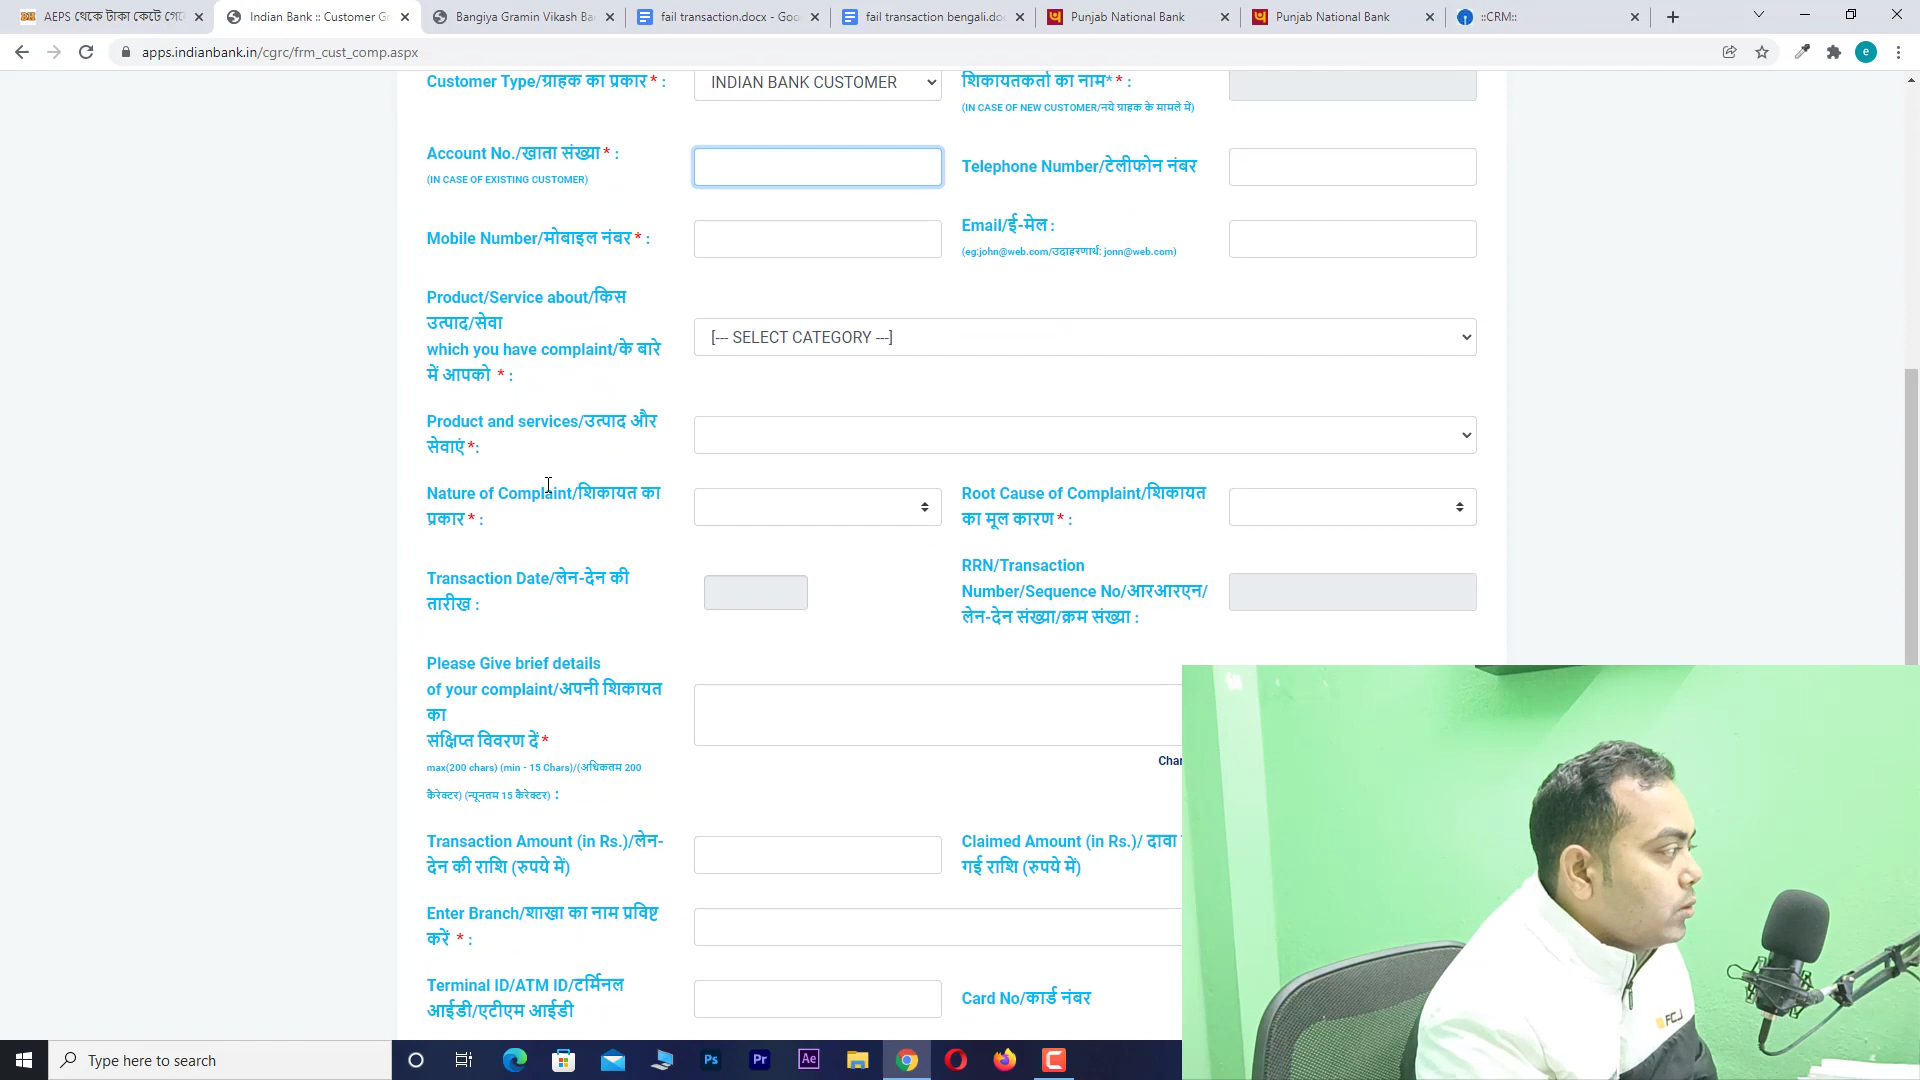 AEPS থেকে টাকা কেটে গেলে
Indian Bank :: Customer Gr
Bangiya Gramin Vikash Ba
fail transaction.docx - Goo
fail transaction bengali.do
Punjab National Bank
Punjab National Bank
::CRM::
apps.indianbank.in/cgrc/frm_cust_comp.aspx
e
Customer Type/ग्राहक का प्रकार * :
INDIAN BANK CUSTOMER
शिकायतकर्ता का नाम* * :
(IN CASE OF NEW CUSTOMER/नये ग्राहक के मामले में)
Account No./खाता संख्या * :
(IN CASE OF EXISTING CUSTOMER)
Telephone Number/टेलीफोन नंबर
Mobile Number/मोबाइल नंबर * :
Email/ई-मेल :
(eg:john@web.com/उदाहरणार्थ: jonn@web.com)
Product/Service about/किस
उत्पाद/सेवा
which you have complaint/के बारे
में आपको * :
[--- SELECT CATEGORY ---]
Product and services/उत्पाद और
सेवाएं *:
Nature of Complaint/शिकायत का
प्रकार * :
Root Cause of Complaint/शिकायत
का मूल कारण * :
Transaction Date/लेन-देन की
तारीख :
RRN/Transaction
Number/Sequence No/आरआरएन/
लेन-देन संख्या/क्रम संख्या :
Please Give brief details
of your complaint/अपनी शिकायत
का
संक्षिप्त विवरण दें *
max(200 chars) (min - 15 Chars)/(अधिकतम 200
कैरेक्टर) (न्यूनतम 15 कैरेक्टर) :
Char
Transaction Amount (in Rs.)/लेन-
देन की राशि (रुपये में)
Claimed Amount (in Rs.)/ दावा
गई राशि (रुपये में)
Enter Branch/शाखा का नाम प्रविष्ट
करें * :
Terminal ID/ATM ID/टर्मिनल
आईडी/एटीएम आईडी
Card No/कार्ड नंबर
FCJ
Type here to search
Ps
Pr
Ae